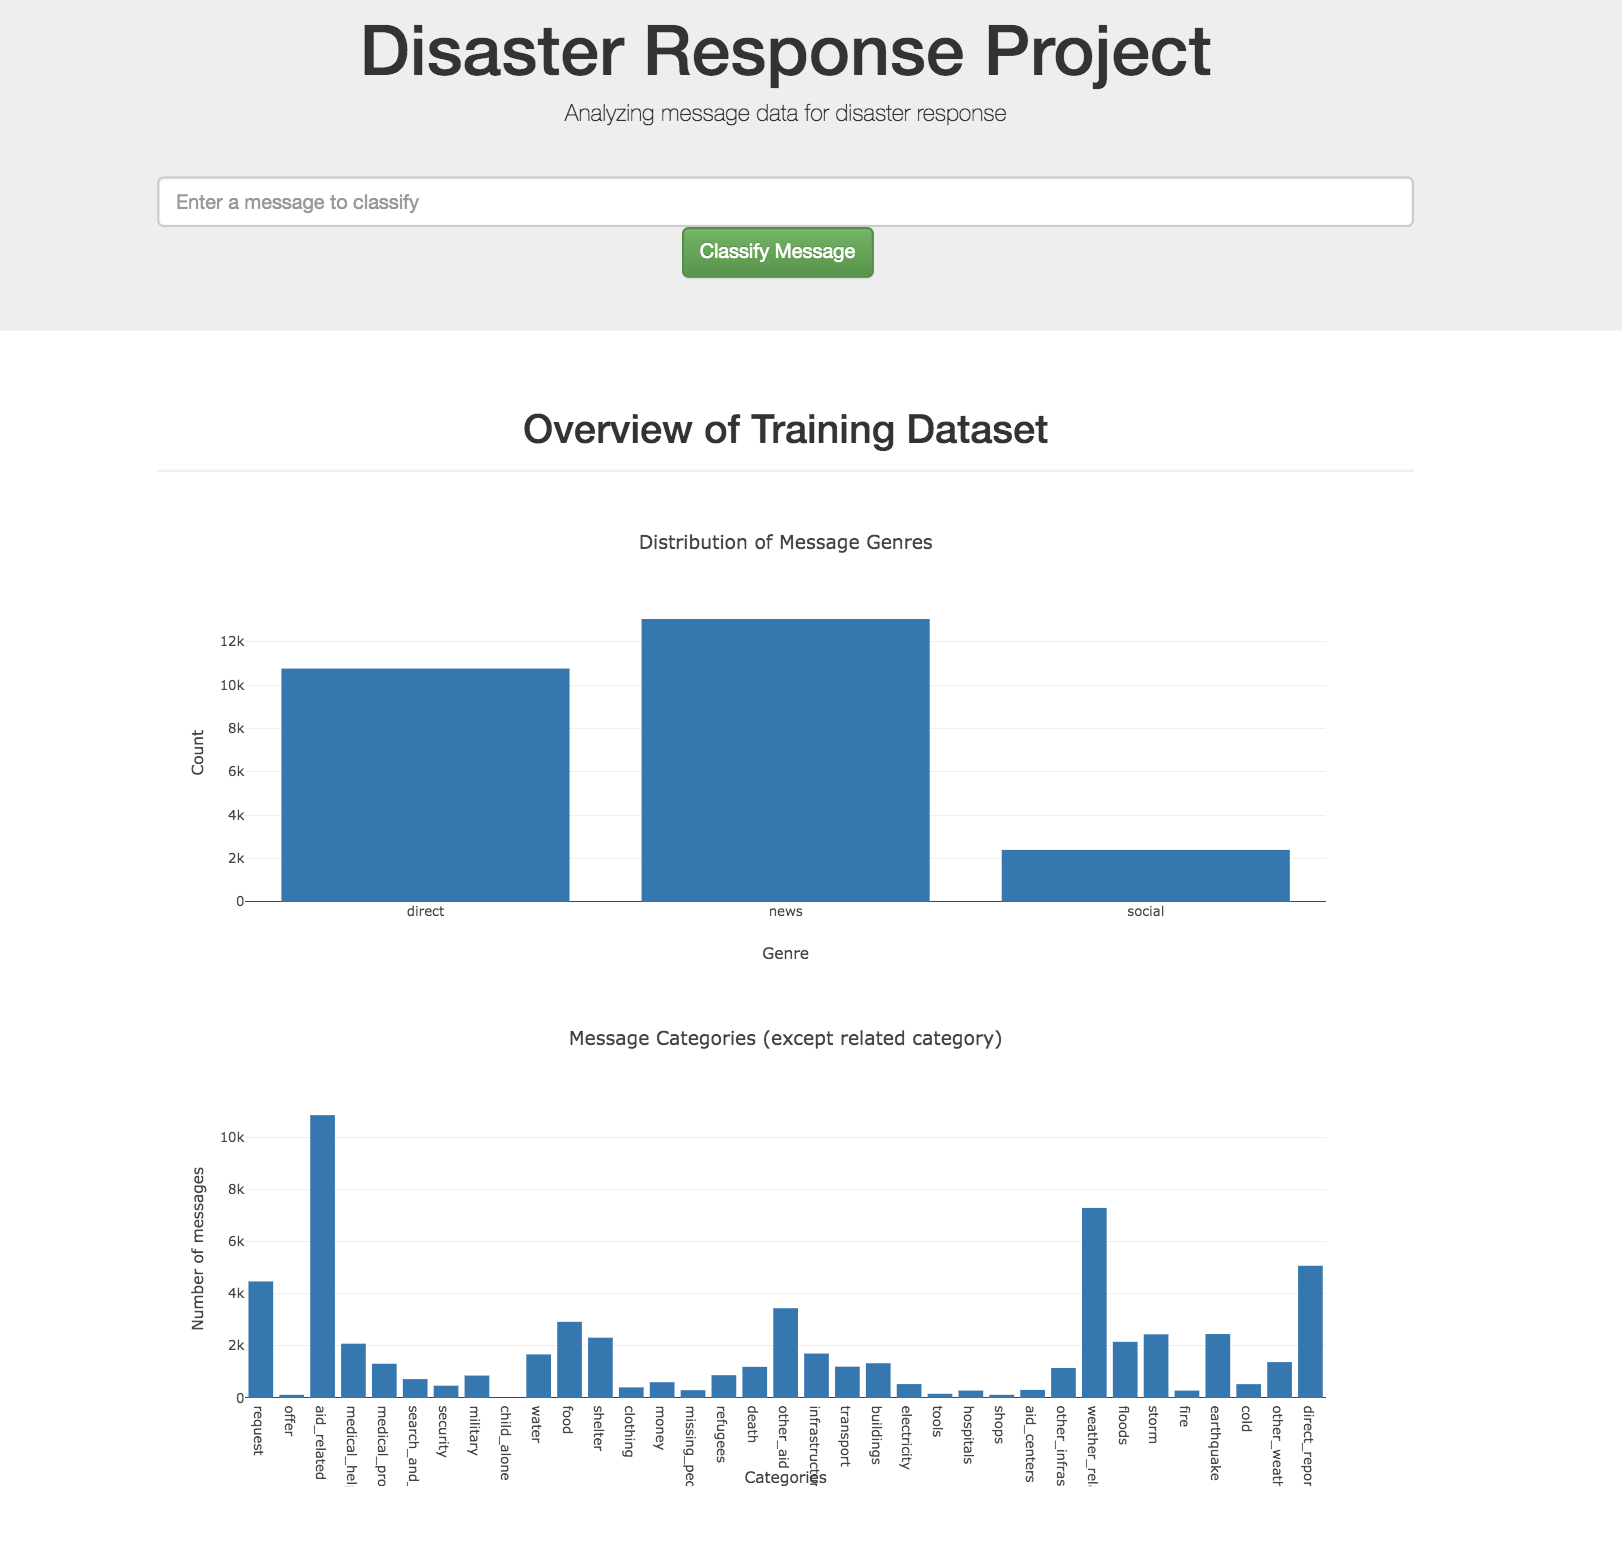 Disaster Response Project
Analyzing message data for disaster response
Enter a message to classify
Classify Message
Overview of Training Dataset
Distribution of Message Genres
12k
10k
8k
6k
4k
2k
0
Count
direct
news
social
Genre
Message Categories (except related category)
10k
8k
6k
4k
2k
0
Number of messages
request
offer
aid_related
medical_hel
medical_pro
search_and_
security
military
child_alone
water
food
shelter
clothing
money
missing_peo
refugees
death
other_aid
infrastructur
transport
buildings
electricity
tools
hospitals
shops
aid_centers
other_infras
weather_rel
floods
storm
fire
earthquake
cold
other_weath
direct_repor
Categories